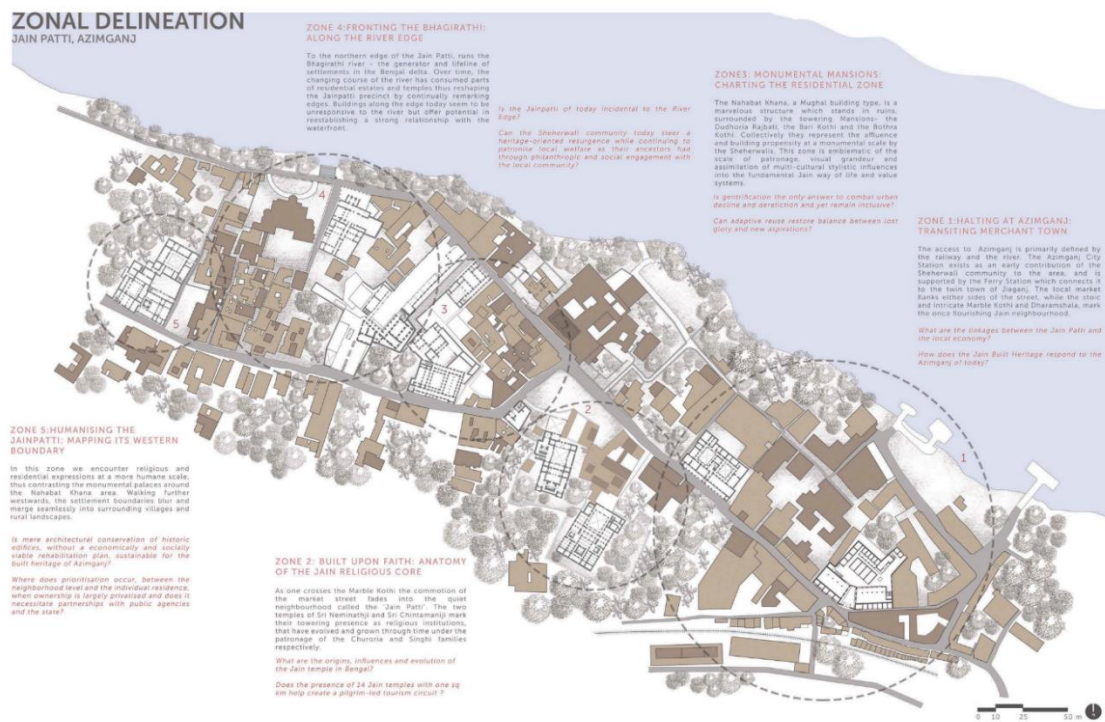 ZONAL DELINEATION
JAIN PATTI, AZIMGANJ
ZONE 4:FRONTING THE BHAGIRATHI:
ALONG THE RIVER EDGE
To the northern edge of the Jain Patti, runs the
Bhagirathi river - the generator and lifeline of
settlements in the Bengal delta. Over time, the
changing course of the river has consumed parts
of residential estates and temples thus reshaping
the Jainpatti precinct by continually remarking
edges. Buildings along the edge today seem to be
unresponsive to the river but offer potential in
reestablishing a strong relationship with the
waterfront.
Is the Jainpatti of today incidental to the River
Edge?
Can the Sheherwali community today steer a
heritage-oriented resurgence while continuing to
patronise local welfare as their ancestors had
through philanthropic and social engagement with
the local community?
ZONE3: MONUMENTAL MANSIONS:
CHARTING THE RESIDENTIAL ZONE
The Nahabat Khana, a Mughal building type, is a
marvelous structure which stands in ruins,
surrounded by the towering Mansions- the
Dudhoria Rajbati, the Bari Kothi and the Bothra
Kothi. Collectively they represent the affluence
and building propensity at a monumental scale by
the Sheherwalis. This zone is emblematic of the
scale of patronage, visual grandeur and
assimilation of multi-cultural stylistic influences
into the fundamental Jain way of life and value
systems.
Is gentrification the only answer to combat urban
decline and dereliction and yet remain inclusive?
Can adaptive reuse restore balance between lost
glory and new aspirations?
ZONE 1:HALTING AT AZIMGANJ:
TRANSITING MERCHANT TOWN
The access to Azimganj is primarily defined by
the railway and the river. The Azimganj City
Station exists as an early contribution of the
Sheherwali community to the area, and is
supported by the Ferry Station which connects it
to the twin town of Jiaganj. The local market
flanks either sides of the street, while the stoic
and intricate Marble Kothi and Dharamshala, mark
the once flourishing Jain neighbourhood.
What are the linkages between the Jain Patti and
the local economy?
How does the Jain Built Heritage respond to the
Azimganj of today?
4
3
5
2
1
ZONE 5:HUMANISING THE
JAINPATTI: MAPPING ITS WESTERN
BOUNDARY
In this zone we encounter religious and
residential expressions at a more humane scale,
thus contrasting the monumental palaces around
the Nahabat Khana area. Walking further
westwards, the settlement boundaries blur and
merge seamlessly into surrounding villages and
rural landscapes.
Is mere architectural conservation of historic
edifices, without a economically and socially
viable rehabilitation plan, sustainable for the
built heritage of Azimganj?
Where does prioritisation occur, between the
neighborhood level and the individual residence,
when ownership is largely privatised and does it
necessitate partnerships with public agencies
and the state?
ZONE 2: BUILT UPON FAITH: ANATOMY
OF THE JAIN RELIGIOUS CORE
As one crosses the Marble Kothi the commotion of
the market street fades into the quiet
neighbourhood called the 'Jain Patti'. The two
temples of Sri Neminathji and Sri Chintamaniji mark
their towering presence as religious institutions,
that have evolved and grown through time under the
patronage of the Churoria and Singhi families
respectively.
What are the origins, influences and evolution of
the Jain temple in Bengal?
Does the presence of 14 Jain temples with one sq
km help create a pilgrim-led tourism circuit ?
0 10 25 50 m